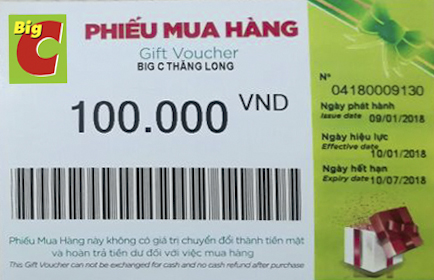 Big
C
PHIẾU MUA HÀNG
Gift Voucher
BIG C THĂNG LONG
100.000 VND
Nº
04180009130
Ngày phát hành
Issue date 09/01/2018
Ngày hiệu lực
Effective date 10/01/2018
Ngày hết hạn
Expiry date 10/07/2018
Phiếu Mua Hàng này không có giá trị chuyển đổi thành tiền mặt
và hoàn trả tiền dư đối với việc mua hàng
This Gift Voucher can not be exchanged for cash and no cash refund after purchase